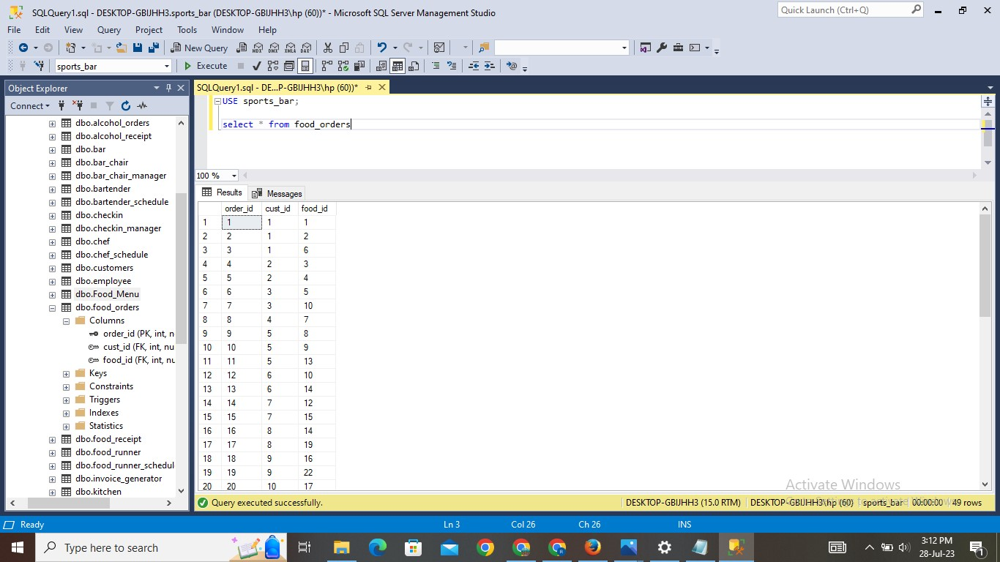 SQLQuery1.sql - DESKTOP-GBIJHH3.sports_bar (DESKTOP-GBIJHH3\hp (60))* - Microsoft SQL Server Management Studio
Quick Launch (Ctrl+Q)
File Edit View Query Project Tools Window Help
New Query MDX DMX XMLA DAX
sports_bar Execute
Object Explorer
SQLQuery1.sql - DE...P-GBIJHH3\hp (60))*
Connect
dbo.alcohol_orders
dbo.alcohol_receipt
dbo.bar
dbo.bar_chair
dbo.bar_chair_manager
dbo.bartender
dbo.bartender_schedule
dbo.checkin
dbo.checkin_manager
dbo.chef
dbo.chef_schedule
dbo.customers
dbo.employee
dbo.Food_Menu
dbo.food_orders
Columns
order_id (PK, int, n
cust_id (FK, int, nu
food_id (FK, int, nu
Keys
Constraints
Triggers
Indexes
Statistics
dbo.food_receipt
dbo.food_runner
dbo.food_runner_schedul
dbo.invoice_generator
dbo.kitchen
USE sports_bar;
select * from food_orders
100 %
Results Messages
order_id cust_id food_id
1 1 1 1
2 2 1 2
3 3 1 6
4 4 2 3
5 5 2 4
6 6 3 5
7 7 3 10
8 8 4 7
9 9 5 8
10 10 5 9
11 11 5 13
12 12 6 10
13 13 6 14
14 14 7 12
15 15 7 15
16 16 8 14
17 17 8 19
18 18 9 16
19 19 9 22
20 20 10 17
Activate Windows
Query executed successfully. DESKTOP-GBIJHH3 (15.0 RTM) DESKTOP-GBIJHH3\hp (60) sports_bar 00:00:00 49 rows
Ready Ln 3 Col 26 Ch 26 INS
Type here to search
3:12 PM
28-Jul-23
1